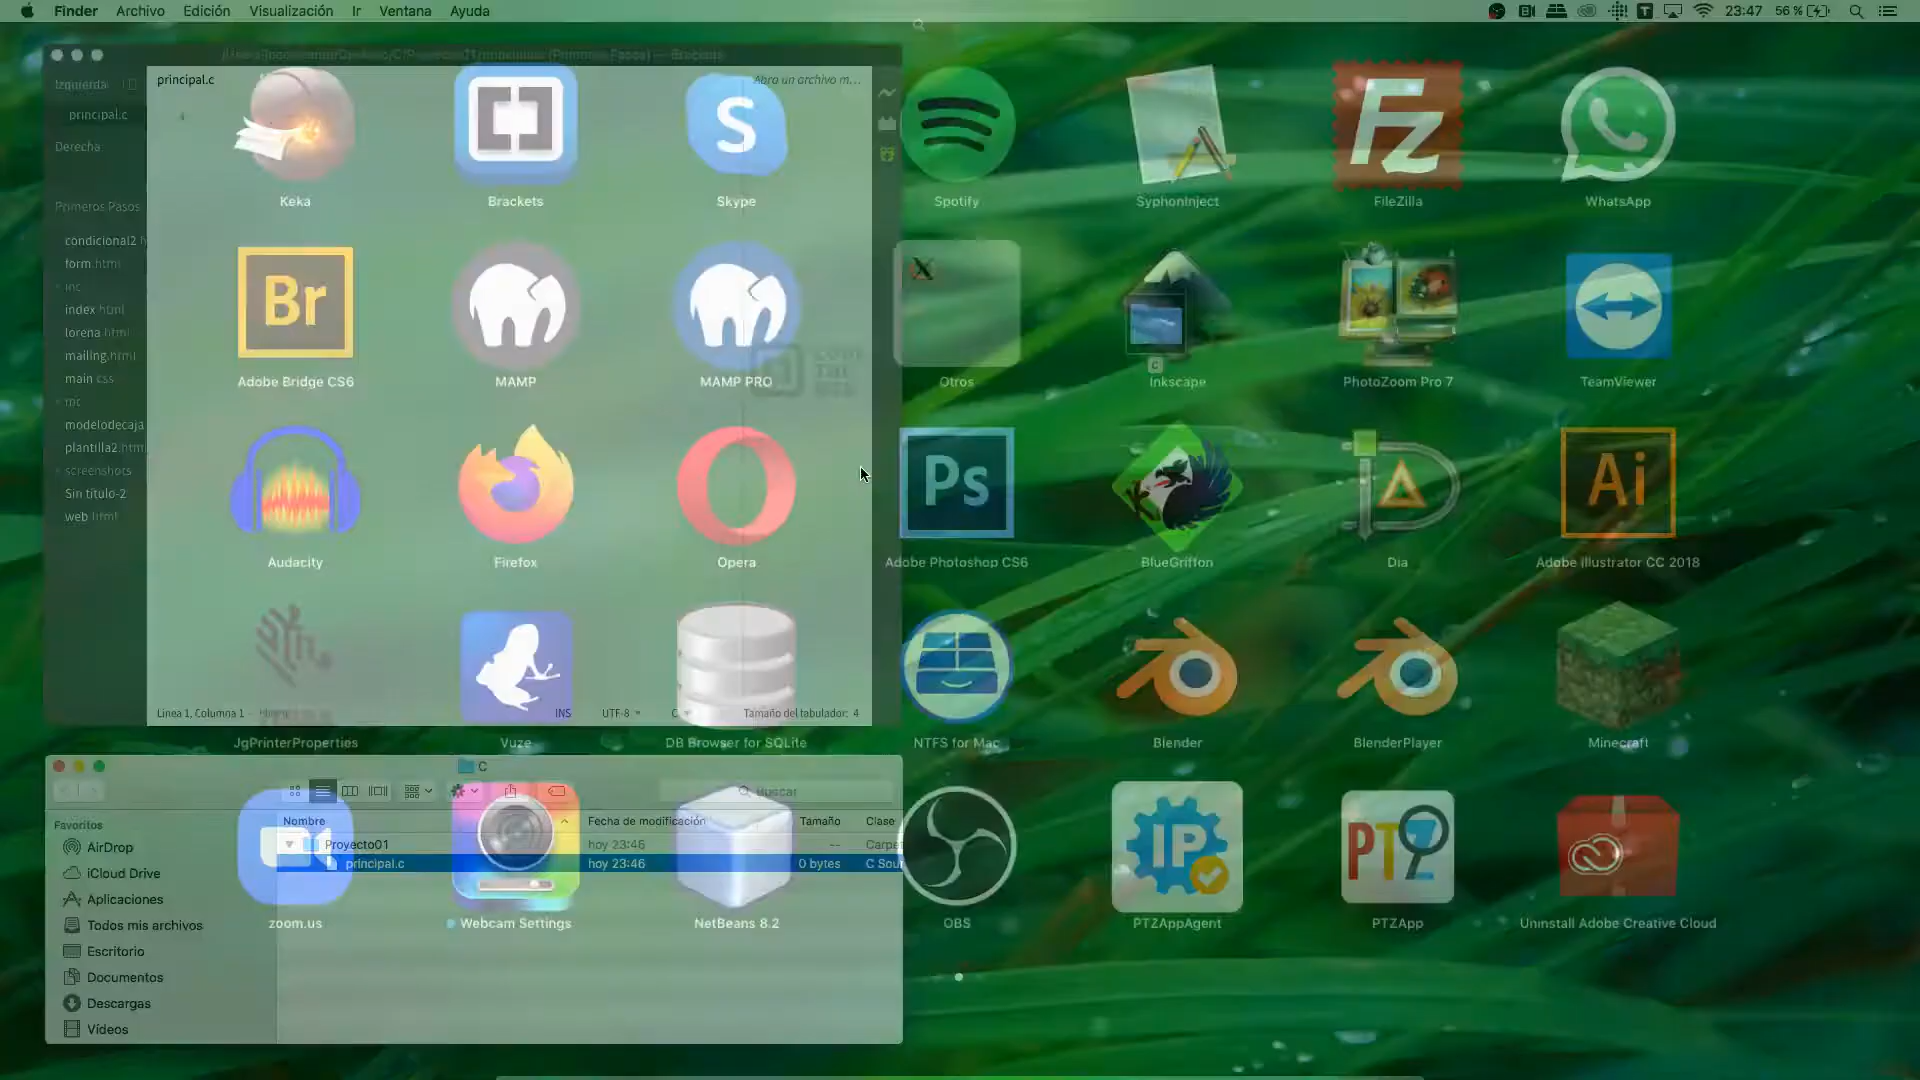 Finder Archivo Edición Visualización Ir Ventana Ayuda
23:47 56 %
Izquierda
principal.c
Abra un archivo m...
principal.c
Derecha
Primeros Pasos
condicional2
form.html
inc
index html
lorena html
mailing.html
main css
modelodecaja
plantilla2.html
screenshots
Sin título-2
web html
Keka Brackets Skype Spotify SyphonInject FileZilla WhatsApp
Br
Adobe Bridge CS6 MAMP MAMP PRO Otros Inkscape PhotoZoom Pro 7 TeamViewer
Ps Ai
Audacity Firefox Opera Adobe Photoshop CS6 BlueGriffon Dia Adobe Illustrator CC 2018
Línea 1, Columna 1 INS UTF-8 C Tamaño del tabulador: 4
JgPrinterProperties Vuze DB Browser for SQLite NTFS for Mac Blender BlenderPlayer Minecraft
C
Buscar
Favoritos
Nombre Fecha de modificación Tamaño Clase
Proyecto01 hoy 23:46 --
principal.c hoy 23:46 0 bytes
AirDrop
iCloud Drive
Aplicaciones
Todos mis archivos
Escritorio
Documentos
Descargas
Vídeos
IP
PTZ
zoom.us Webcam Settings NetBeans 8.2 OBS PTZAppAgent PTZApp Uninstall Adobe Creative Cloud